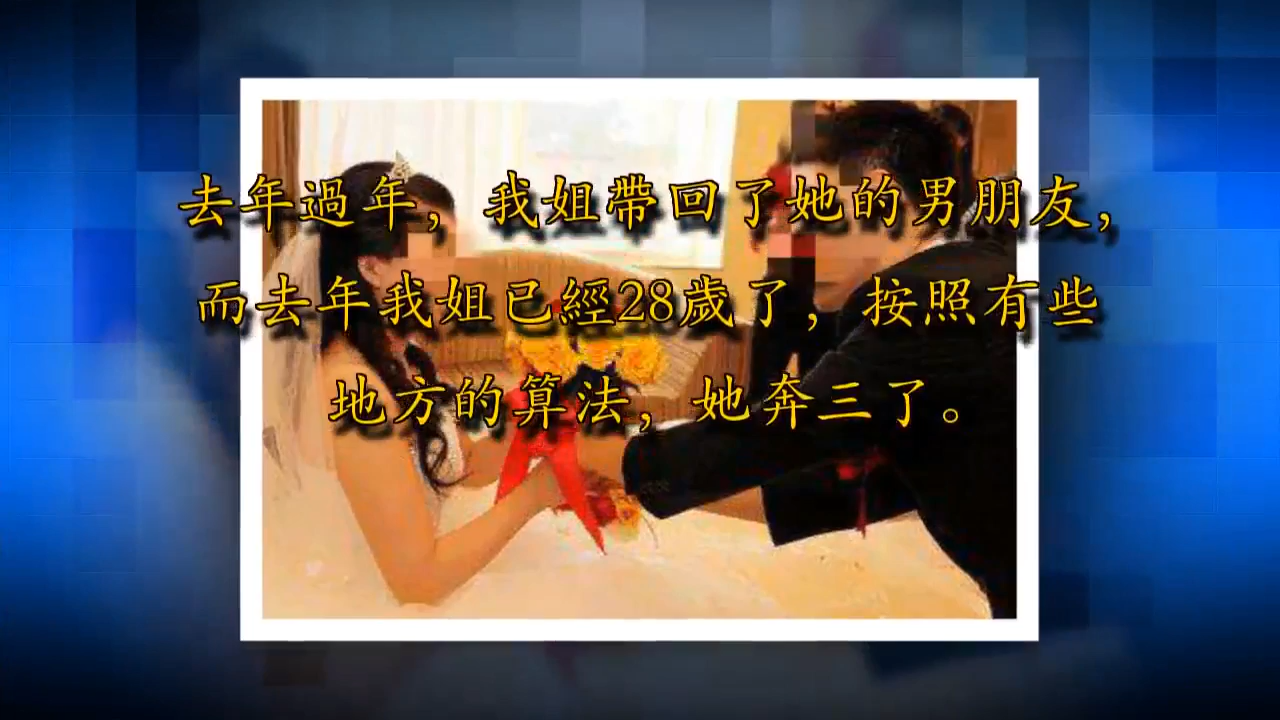 去年過年，我姐帶回了她的男朋友，
而去年我姐已經28歲了，按照有些
地方的算法，她奔三了。